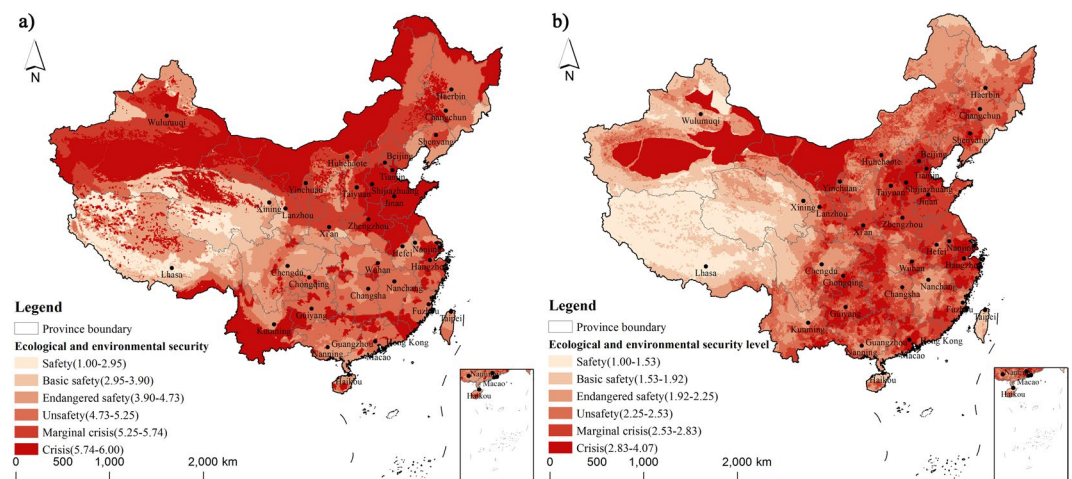 a)
N
Haerbin
Changchun
Shenyang
Wulumuqi
Huhehaote
Beijing
Tianjin
Yinchuan
Taiyuan
Shijiazhuang
Jinan
Xining
Lanzhou
Zhengzhou
Xi'an
Hefei
Nanjing
Hangzhou
Lhasa
Chengdu
Wuhan
Chongqing
Nanchang
Changsha
Guiyang
Fuzhou
Taipei
Kunming
Guangzhou
Hong Kong
Nanning
Macao
Haikou
Legend
Province boundary
Ecological and environmental security
Safety(1.00-2.95)
Basic safety(2.95-3.90)
Endangered safety(3.90-4.73)
Unsafety(4.73-5.25)
Marginal crisis(5.25-5.74)
Crisis(5.74-6.00)
0 500 1,000 2,000 km
Macao
Haikou
b)
N
Haerbin
Changchun
Shenyang
Wulumuqi
Huhehaote
Beijing
Tianjin
Yinchuan
Taiyuan
Shijiazhuang
Jinan
Xining
Lanzhou
Zhengzhou
Xi'an
Hefei
Nanjing
Hangzhou
Lhasa
Chengdu
Wuhan
Chongqing
Nanchang
Changsha
Guiyang
Fuzhou
Taipei
Kunming
Guangzhou
Hong Kong
Nanning
Macao
Haikou
Legend
Province boundary
Ecological and environmental security level
Safety(1.00-1.53)
Basic safety(1.53-1.92)
Endangered safety(1.92-2.25)
Unsafety(2.25-2.53)
Marginal crisis(2.53-2.83)
Crisis(2.83-4.07)
0 500 1,000 2,000 km
Macao
Haikou